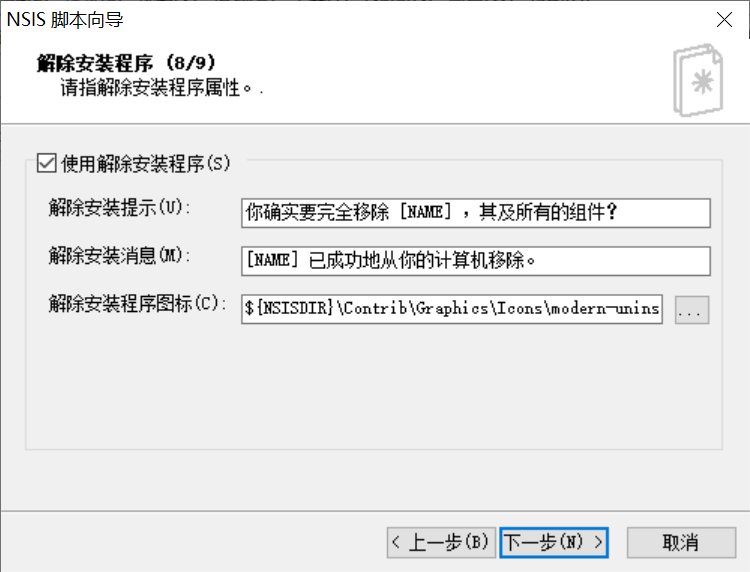 NSIS 脚本向导
解除安装程序 (8/9)
请指解除安装程序属性。.
使用解除安装程序(S)
解除安装提示(U): 你确实要完全移除 [NAME] ，其及所有的组件？
解除安装消息(M): [NAME] 已成功地从你的计算机移除。
解除安装程序图标(C): ${NSISDIR}\Contrib\Graphics\Icons\modern-unins ...
< 上一步(B) 下一步(N) > 取消